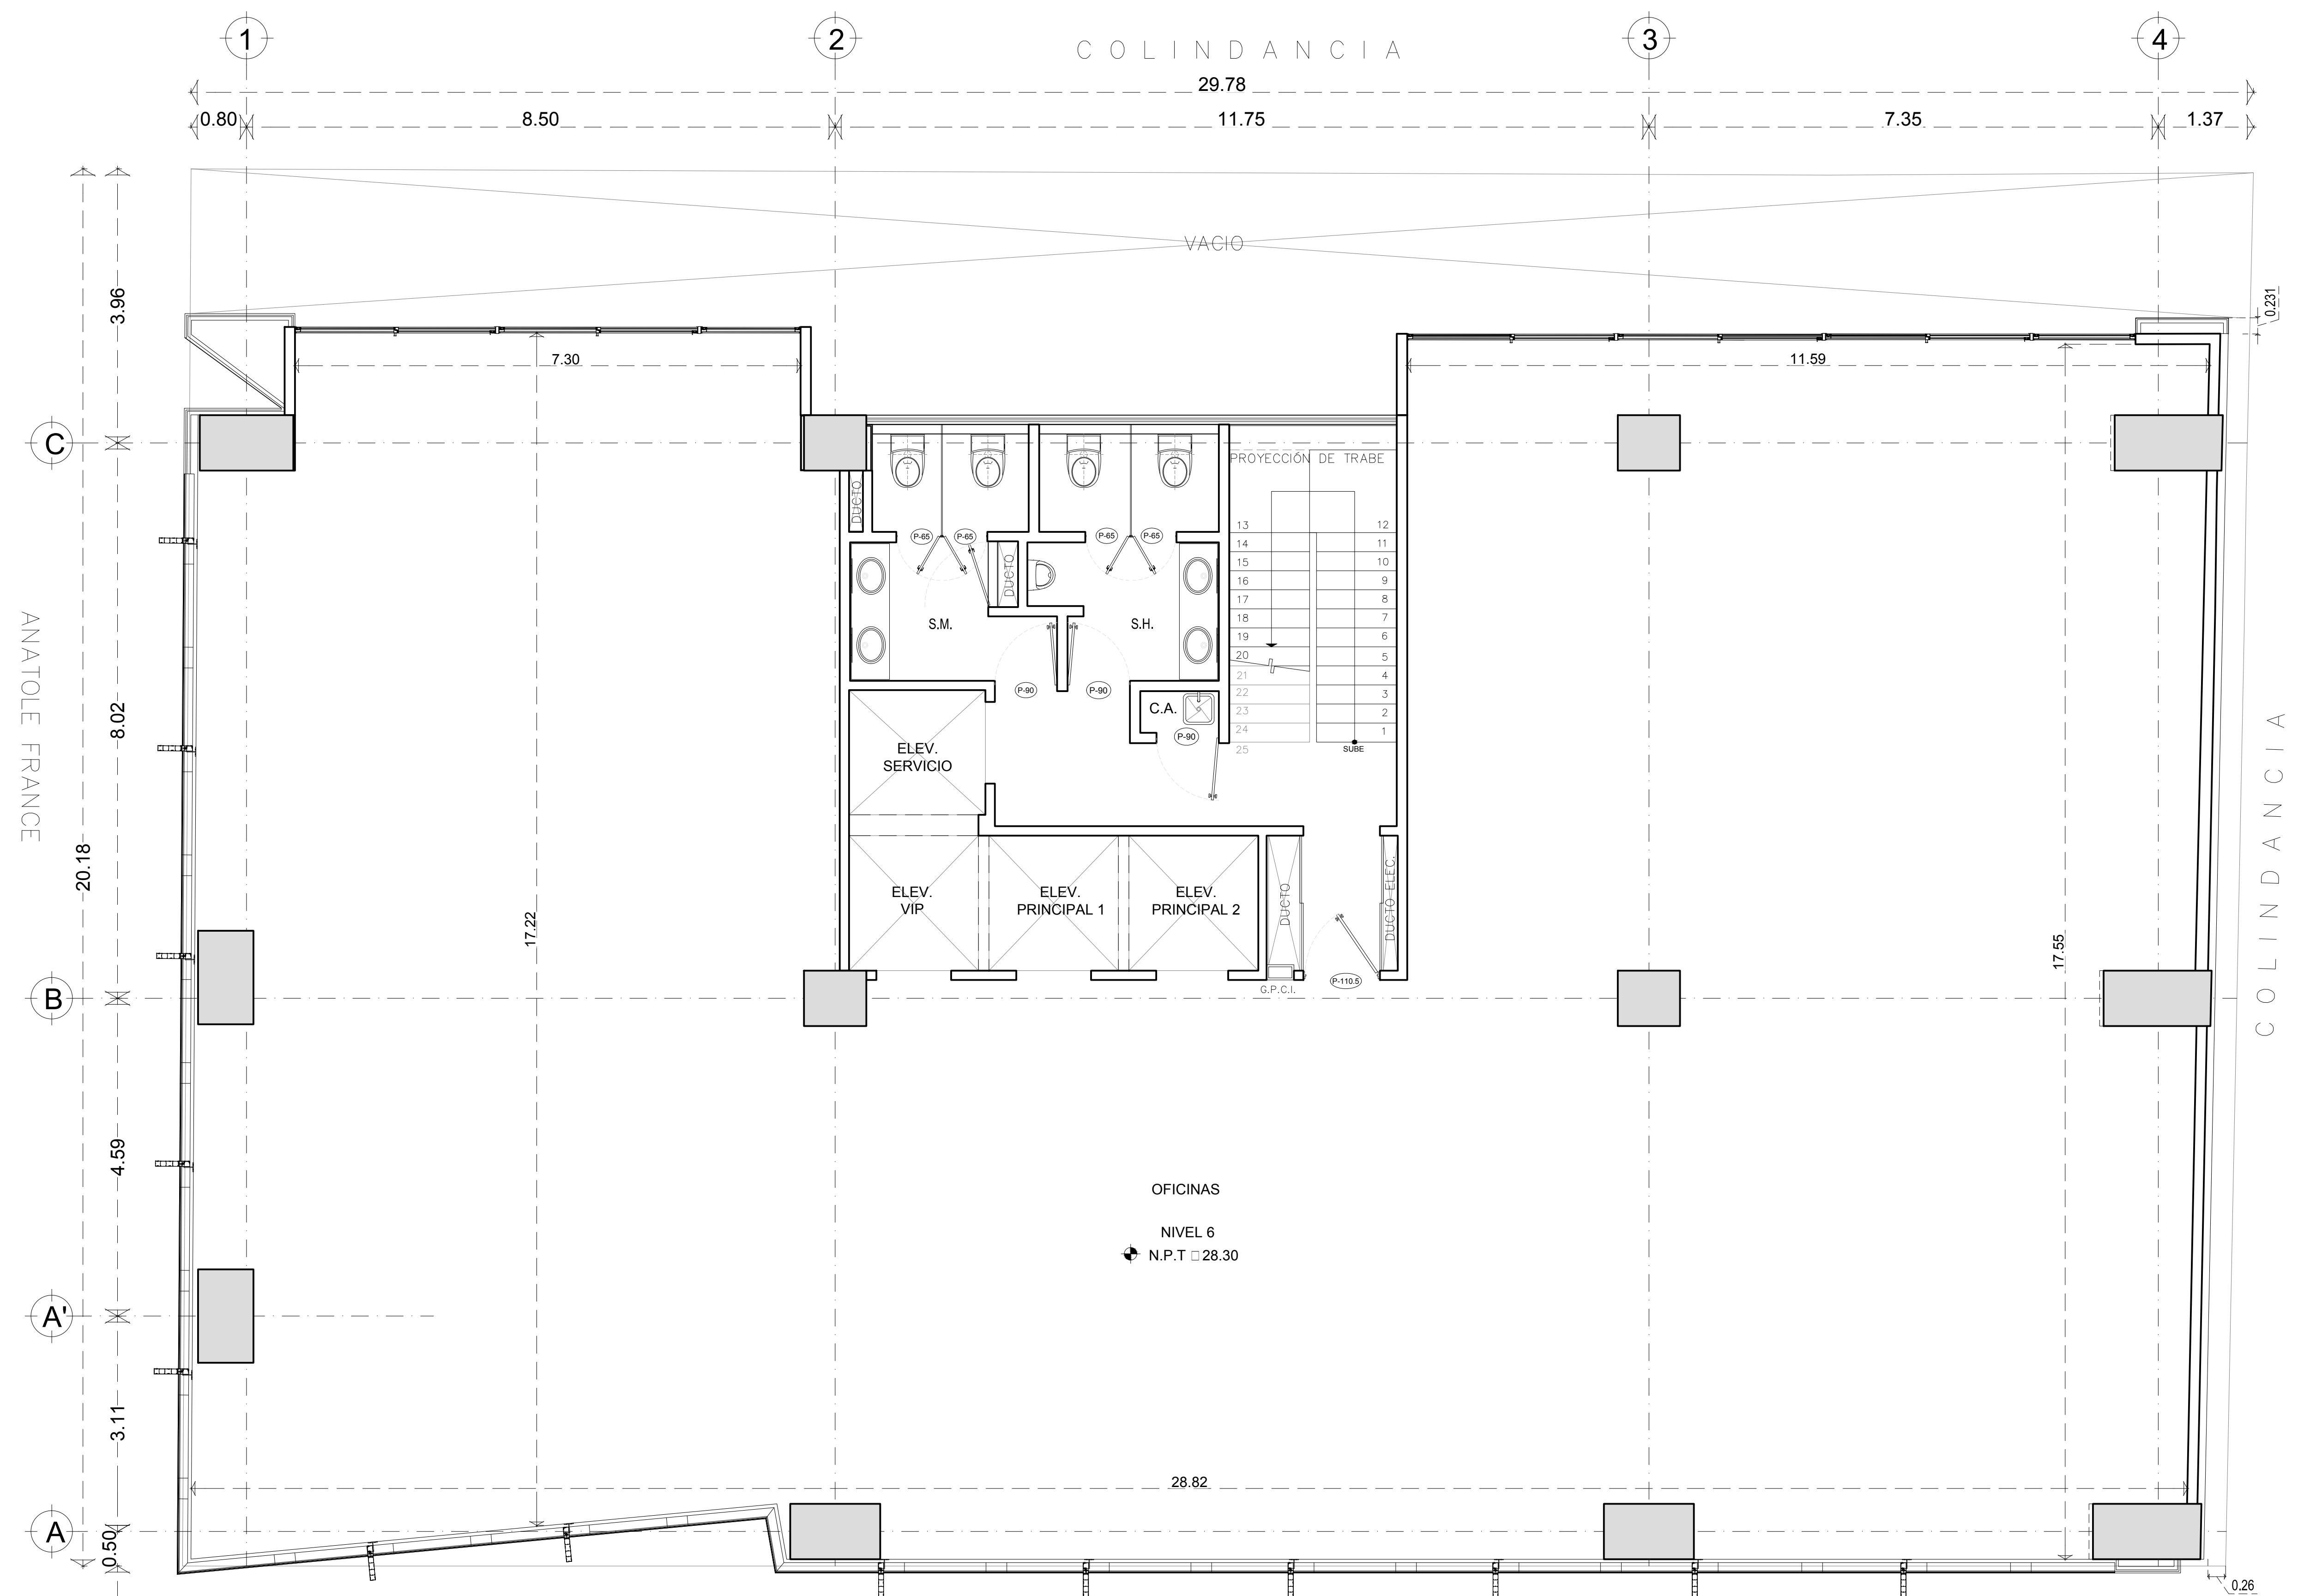 1
2
3
4
COLINDANCIA
29.78
0.80
8.50
11.75
7.35
1.37
VACIO
3.96
0.231
7.30
11.59
C
PROYECCIÓN DE TRABE
DUCTO
13
12
14
11
15
10
16
9
17
8
18
7
19
6
20
5
21
4
22
3
23
2
24
1
25
SUBE
P-65
P-65
P-65
P-65
DUCTO
S.M.
S.H.
P-90
P-90
C.A.
P-90
ANATOLE FRANCE
8.02
20.18
COLINDANCIA
ELEV.
SERVICIO
ELEV.
VIP
ELEV.
PRINCIPAL 1
ELEV.
PRINCIPAL 2
DUCTO
DUCTO ELEC.
17.22
17.55
B
G.P.C.I.
P-110.5
4.59
OFICINAS
NIVEL 6
N.P.T □ 28.30
A'
3.11
28.82
A
0.50
0.26